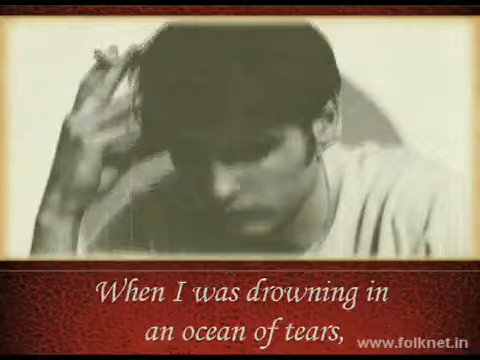 When I was drowning in
an ocean of tears,
www.folknet.in